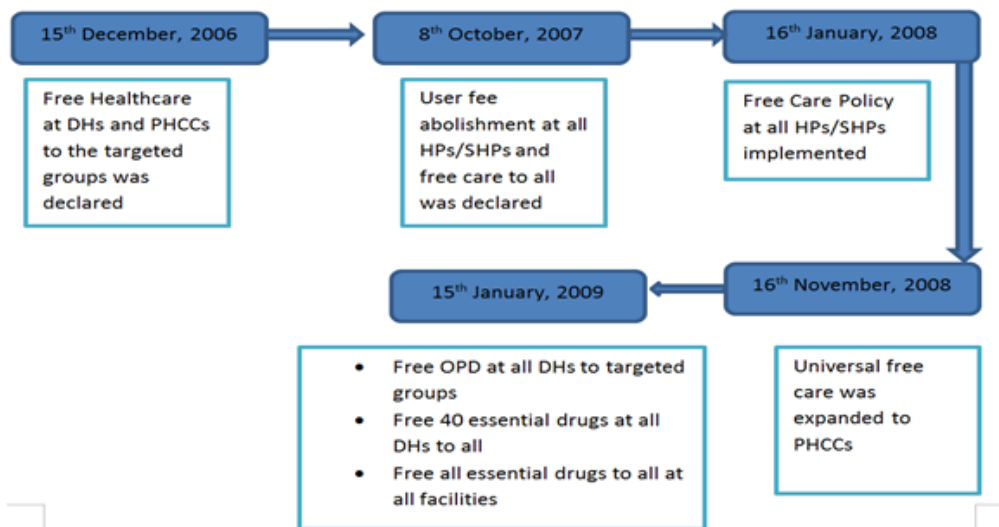 15th December, 2006
8th October, 2007
16th January, 2008
Free Healthcare
at DHs and PHCCs
to the targeted
groups was
declared
User fee
abolishment at all
HPs/SHPs and
free care to all
was declared
Free Care Policy
at all HPs/SHPs
implemented
16th November, 2008
15th January, 2009
Universal free
care was
expanded to
PHCCs
• Free OPD at all DHs to targeted
groups
• Free 40 essential drugs at all
DHs to all
• Free all essential drugs to all at
all facilities